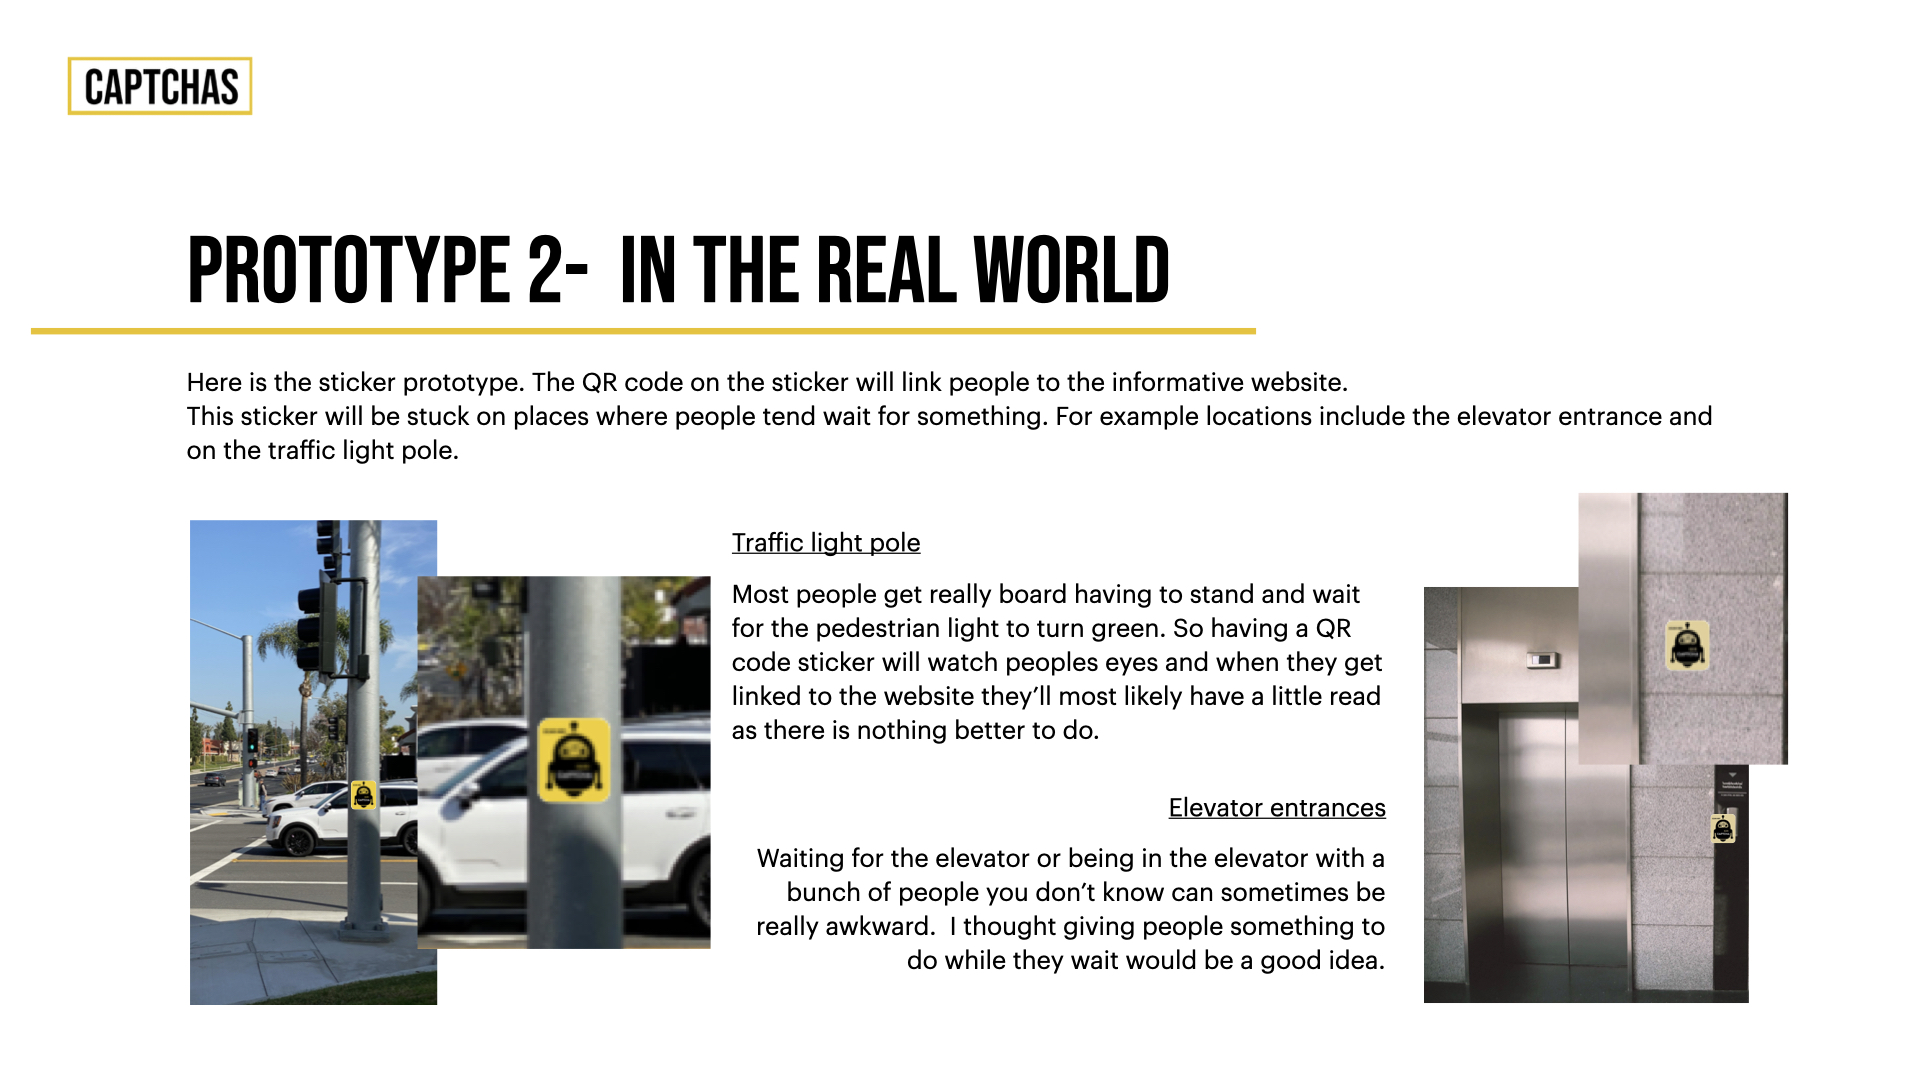 CAPTCHAS
PROTOTYPE 2- IN THE REAL WORLD
Here is the sticker prototype. The QR code on the sticker will link people to the informative website.
This sticker will be stuck on places where people tend wait for something. For example locations include the elevator entrance and
on the traffic light pole.
Traffic light pole
Most people get really board having to stand and wait
for the pedestrian light to turn green. So having a QR
code sticker will watch peoples eyes and when they get
linked to the website they’ll most likely have a little read
as there is nothing better to do.
Elevator entrances
Waiting for the elevator or being in the elevator with a
bunch of people you don’t know can sometimes be
really awkward.  I thought giving people something to
do while they wait would be a good idea.